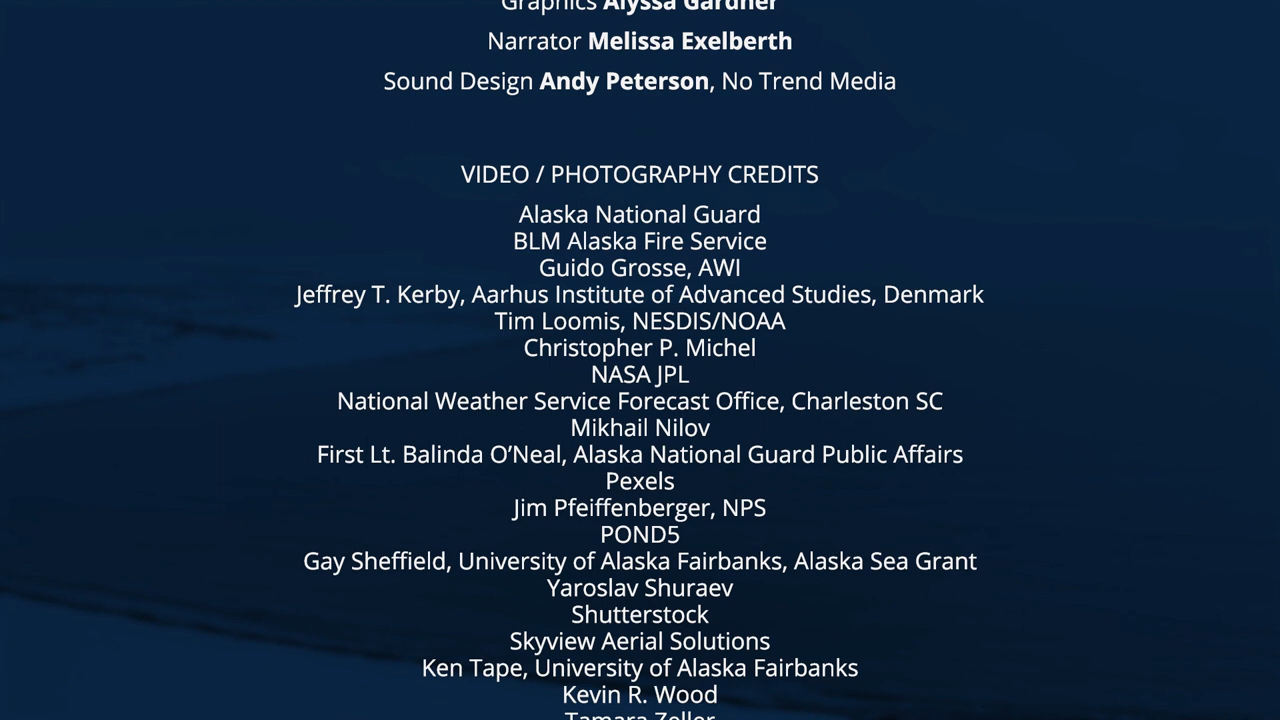 Graphics Alyssa Gardner
Narrator Melissa Exelberth
Sound Design Andy Peterson, No Trend Media
VIDEO / PHOTOGRAPHY CREDITS
Alaska National Guard
BLM Alaska Fire Service
Guido Grosse, AWI
Jeffrey T. Kerby, Aarhus Institute of Advanced Studies, Denmark
Tim Loomis, NESDIS/NOAA
Christopher P. Michel
NASA JPL
National Weather Service Forecast Office, Charleston SC
Mikhail Nilov
First Lt. Balinda O’Neal, Alaska National Guard Public Affairs
Pexels
Jim Pfeiffenberger, NPS
POND5
Gay Sheffield, University of Alaska Fairbanks, Alaska Sea Grant
Yaroslav Shuraev
Shutterstock
Skyview Aerial Solutions
Ken Tape, University of Alaska Fairbanks
Kevin R. Wood
Tamara Zeller